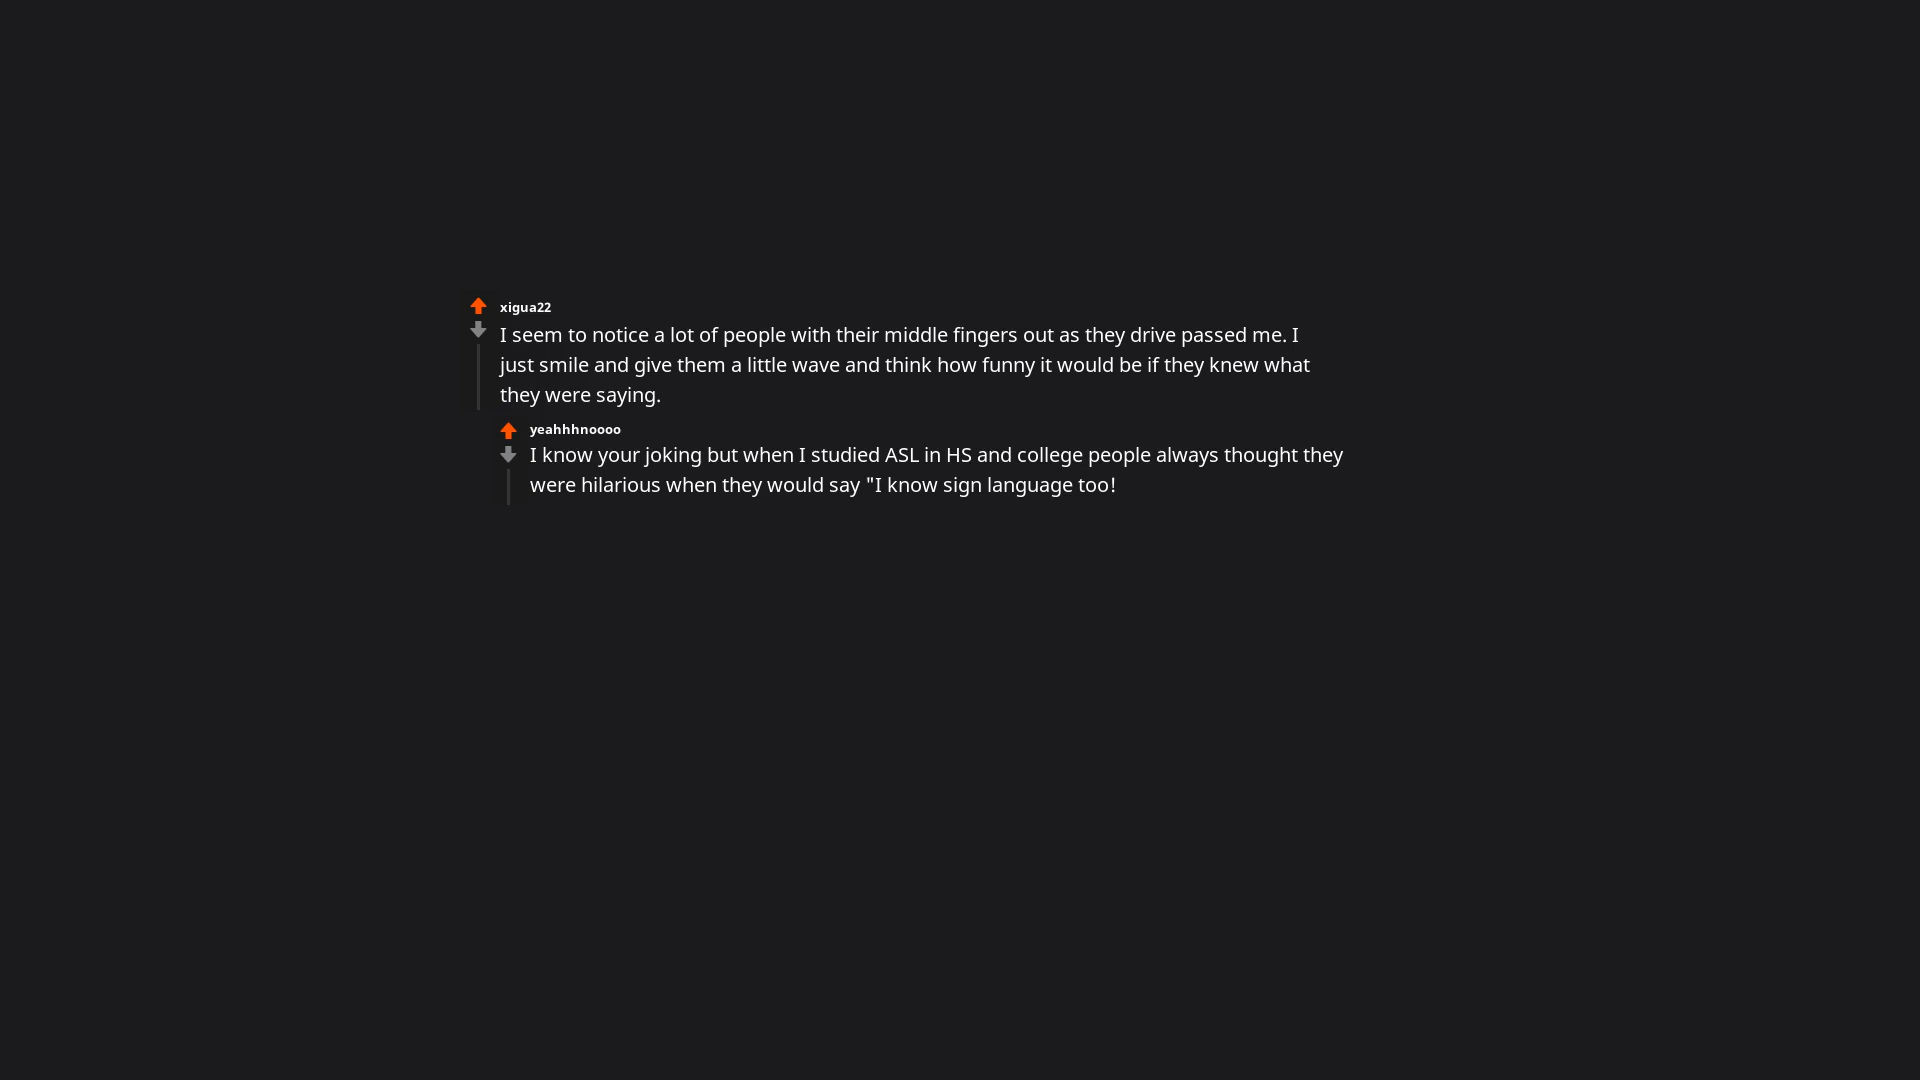 xigua22
I seem to notice a lot of people with their middle fingers out as they drive passed me. I
just smile and give them a little wave and think how funny it would be if they knew what
they were saying.
yeahhhnoooo
I know your joking but when I studied ASL in HS and college people always thought they
were hilarious when they would say "I know sign language too!